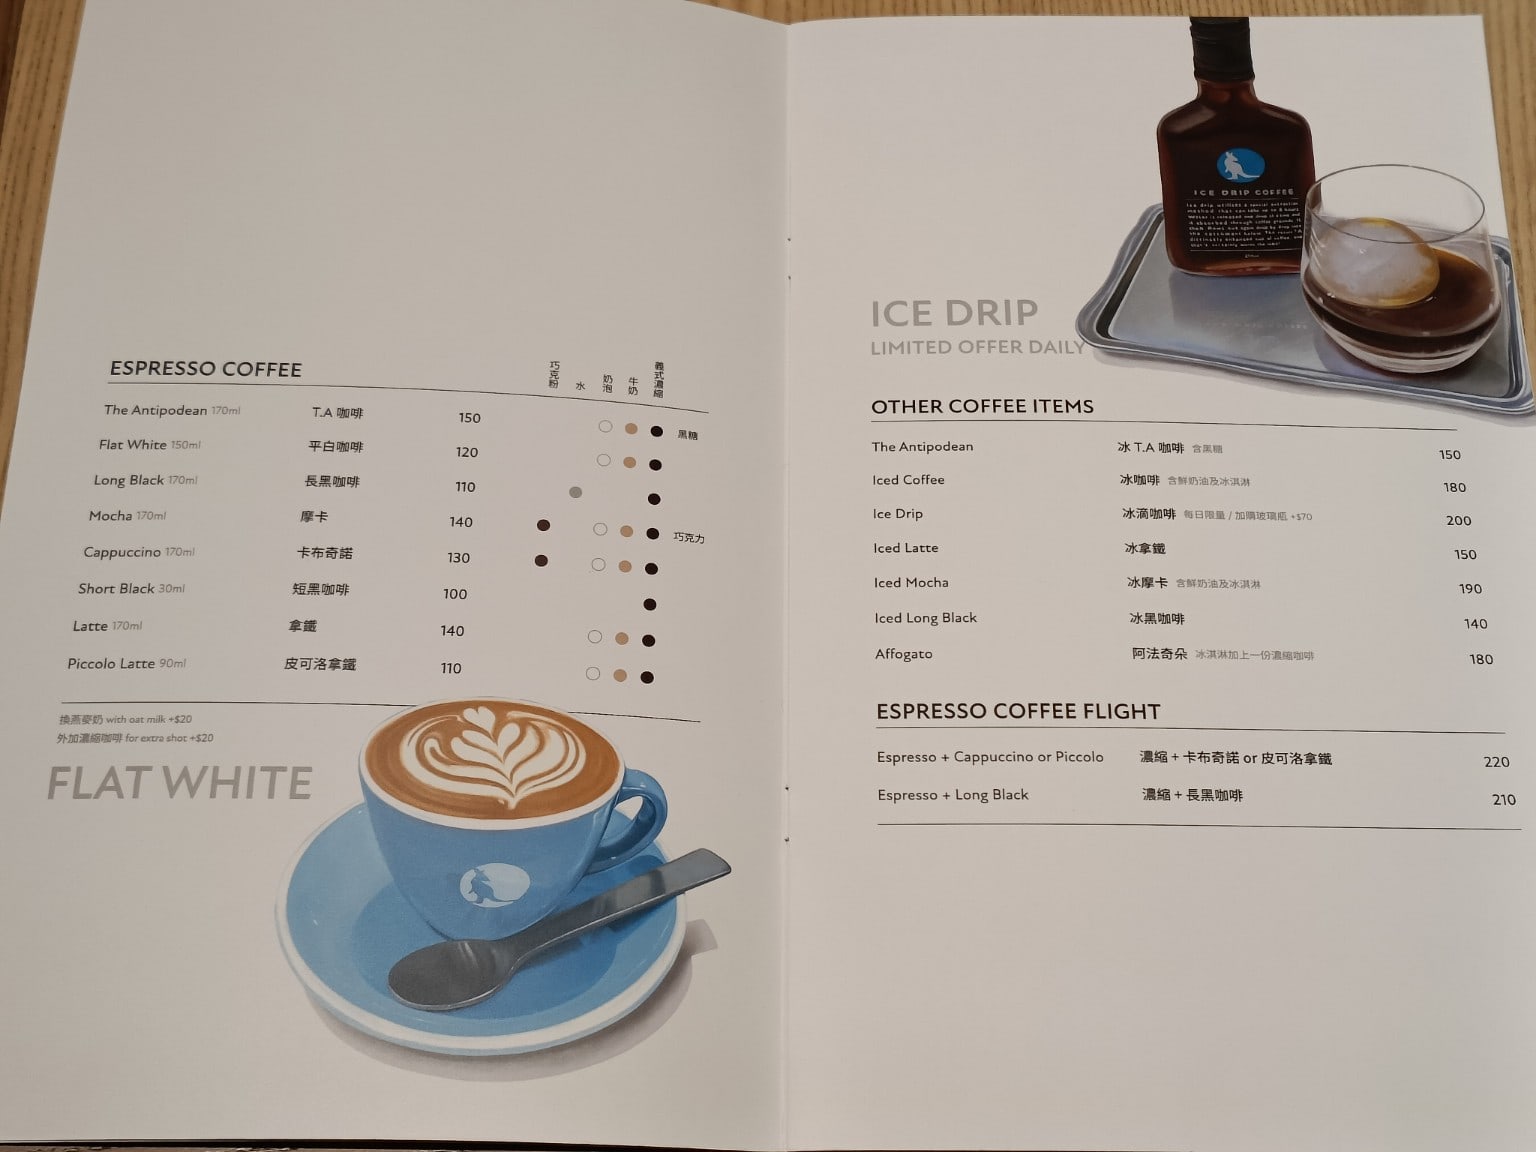 ESPRESSO COFFEE
巧克粉 水 奶泡 牛奶 義式濃縮
The Antipodean 170ml T.A 咖啡 150 黑糖
Flat White 150ml 平白咖啡 120
Long Black 170ml 長黑咖啡 110
Mocha 170ml 摩卡 140 巧克力
Cappuccino 170ml 卡布奇諾 130
Short Black 30ml 短黑咖啡 100
Latte 170ml 拿鐵 140
Piccolo Latte 90ml 皮可洛拿鐵 110
換燕麥奶 with oat milk +$20
外加濃縮咖啡 for extra shot +$20
FLAT WHITE
ICE DRIP COFFEE
ICE DRIP
LIMITED OFFER DAILY
OTHER COFFEE ITEMS
The Antipodean 冰 T.A 咖啡 含黑糖 150
Iced Coffee 冰咖啡 含鮮奶油及冰淇淋 180
Ice Drip 冰滴咖啡 每日限量 / 加購玻璃瓶 +$70 200
Iced Latte 冰拿鐵 150
Iced Mocha 冰摩卡 含鮮奶油及冰淇淋 190
Iced Long Black 冰黑咖啡 140
Affogato 阿法奇朵 冰淇淋加上一份濃縮咖啡 180
ESPRESSO COFFEE FLIGHT
Espresso + Cappuccino or Piccolo 濃縮 + 卡布奇諾 or 皮可洛拿鐵 220
Espresso + Long Black 濃縮 + 長黑咖啡 210